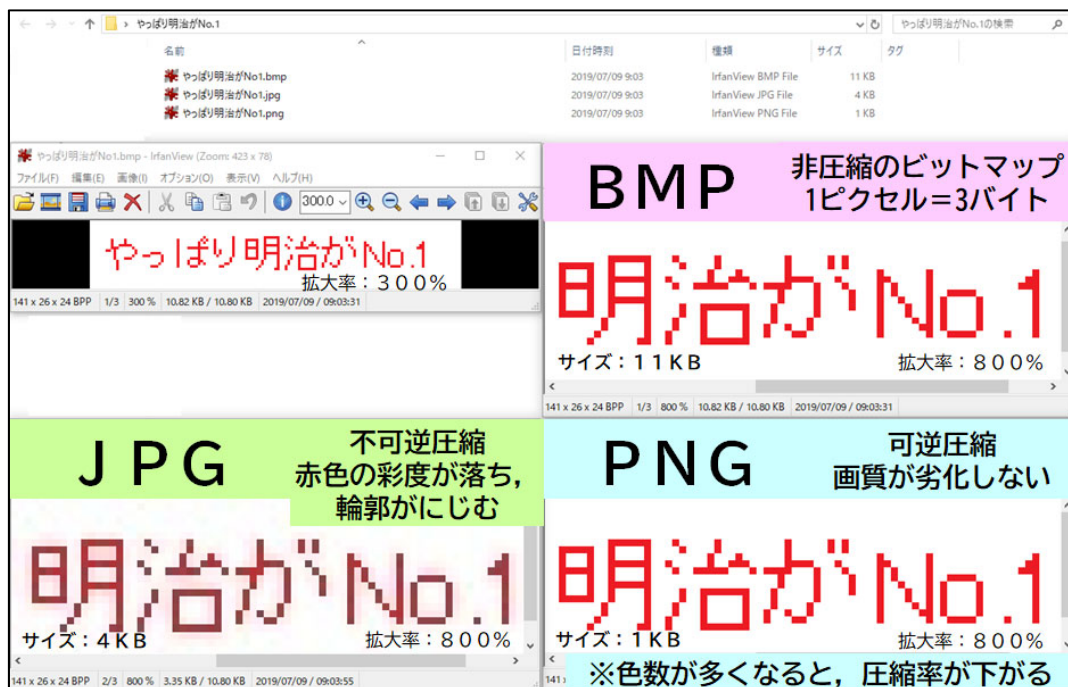 やっぱり明治がNo.1
やっぱり明治がNo.1の検索
名前 日付時刻 種類 サイズ タグ
やっぱり明治がNo1.bmp 2019/07/09 9:03 IrfanView BMP File 11 KB
やっぱり明治がNo1.jpg 2019/07/09 9:03 IrfanView JPG File 4 KB
やっぱり明治がNo1.png 2019/07/09 9:03 IrfanView PNG File 1 KB
やっぱり明治がNo1.bmp - IrfanView (Zoom: 423 x 78)
ファイル(F) 編集(E) 画像(I) オプション(O) 表示(V) ヘルプ(H)
300.0
やっぱり明治がNo.1
拡大率：３００％
141 x 26 x 24 BPP 1/3 300 % 10.82 KB / 10.80 KB 2019/07/09 / 09:03:31
ＢＭＰ
非圧縮のビットマップ
1ピクセル＝3バイト
明治がNo.1
サイズ：１１ＫＢ 拡大率：８００％
141 x 26 x 24 BPP 1/3 800 % 10.82 KB / 10.80 KB 2019/07/09 / 09:03:31
ＪＰＧ
不可逆圧縮
赤色の彩度が落ち，
輪郭がにじむ
明治がNo.1
サイズ：４ＫＢ 拡大率：８００％
141 x 26 x 24 BPP 2/3 800 % 3.35 KB / 10.80 KB 2019/07/09 / 09:03:55
ＰＮＧ
可逆圧縮
画質が劣化しない
明治がNo.1
サイズ：１ＫＢ 拡大率：８００％
141
※色数が多くなると，圧縮率が下がる